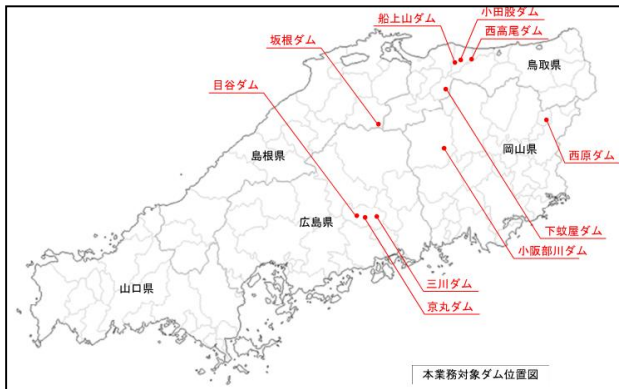 小田股ダム
船上山ダム
西高尾ダム
坂根ダム
鳥取県
目谷ダム
島根県
岡山県
西原ダム
広島県
下蚊屋ダム
小阪部川ダム
三川ダム
山口県
京丸ダム
本業務対象ダム位置図